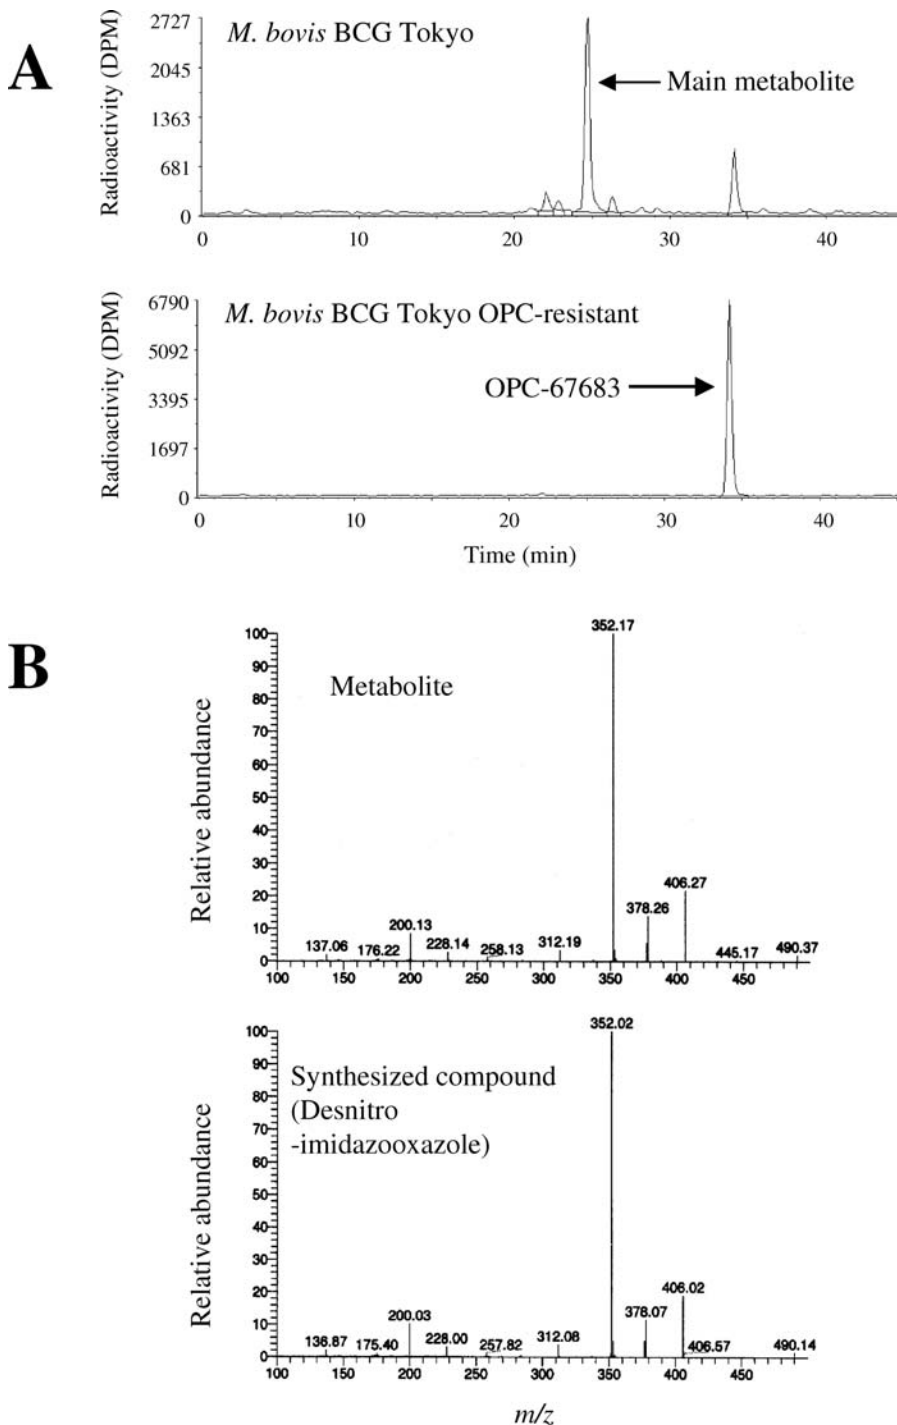 A
M. bovis BCG Tokyo
Main metabolite
Radioactivity (DPM)
2727
2045
1363
681
0
0 10 20 30 40
M. bovis BCG Tokyo OPC-resistant
OPC-67683
Radioactivity (DPM)
6790
5092
3395
1697
0
0 10 20 30 40
Time (min)
B
Metabolite
Relative abundance
100
90
80
70
60
50
40
30
20
10
0
352.17
406.27
378.26
200.13
137.06 176.22 228.14 258.13 312.19 445.17 490.37
100 150 200 250 300 350 400 450
Synthesized compound
(Desnitro
-imidazooxazole)
Relative abundance
100
90
80
70
60
50
40
30
20
10
0
352.02
406.02
378.07
200.03
136.87 175.40 228.00 257.82 312.08 406.57 490.14
100 150 200 250 300 350 400 450
m/z